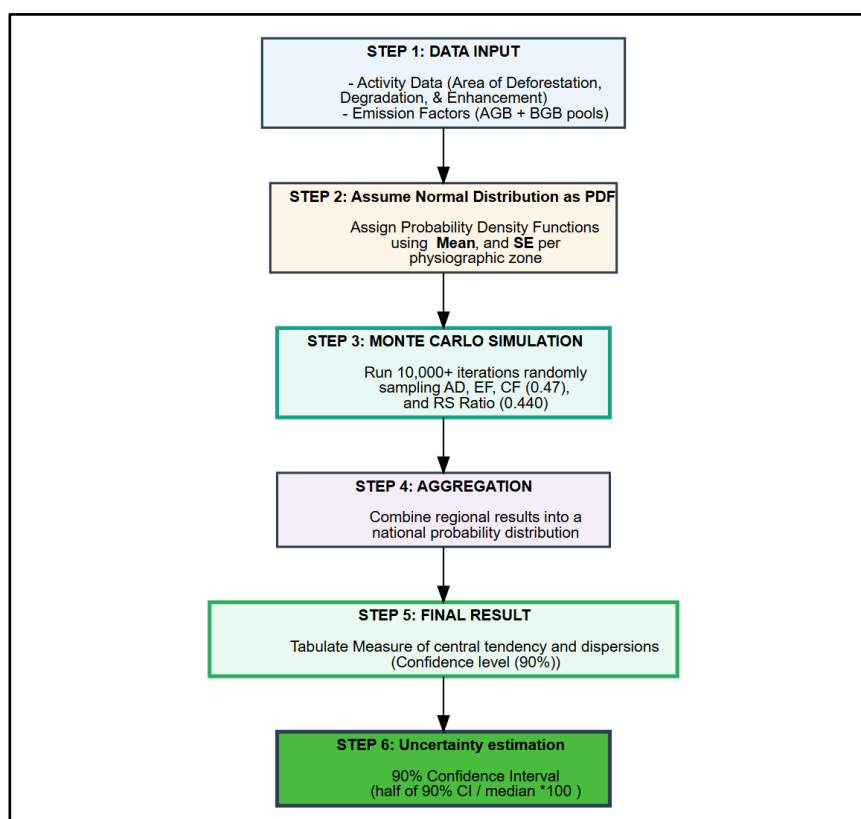 STEP 1: DATA INPUT
- Activity Data (Area of Deforestation,
Degradation, & Enhancement)
- Emission Factors (AGB + BGB pools)
STEP 2: Assume Normal Distribution as PDF
Assign Probability Density Functions
using Mean, and SE per
physiographic zone
STEP 3: MONTE CARLO SIMULATION
Run 10,000+ iterations randomly
sampling AD, EF, CF (0.47),
and RS Ratio (0.440)
STEP 4: AGGREGATION
Combine regional results into a
national probability distribution
STEP 5: FINAL RESULT
Tabulate Measure of central tendency and dispersions
(Confidence level (90%))
STEP 6: Uncertainty estimation
90% Confidence Interval
(half of 90% CI / median *100 )